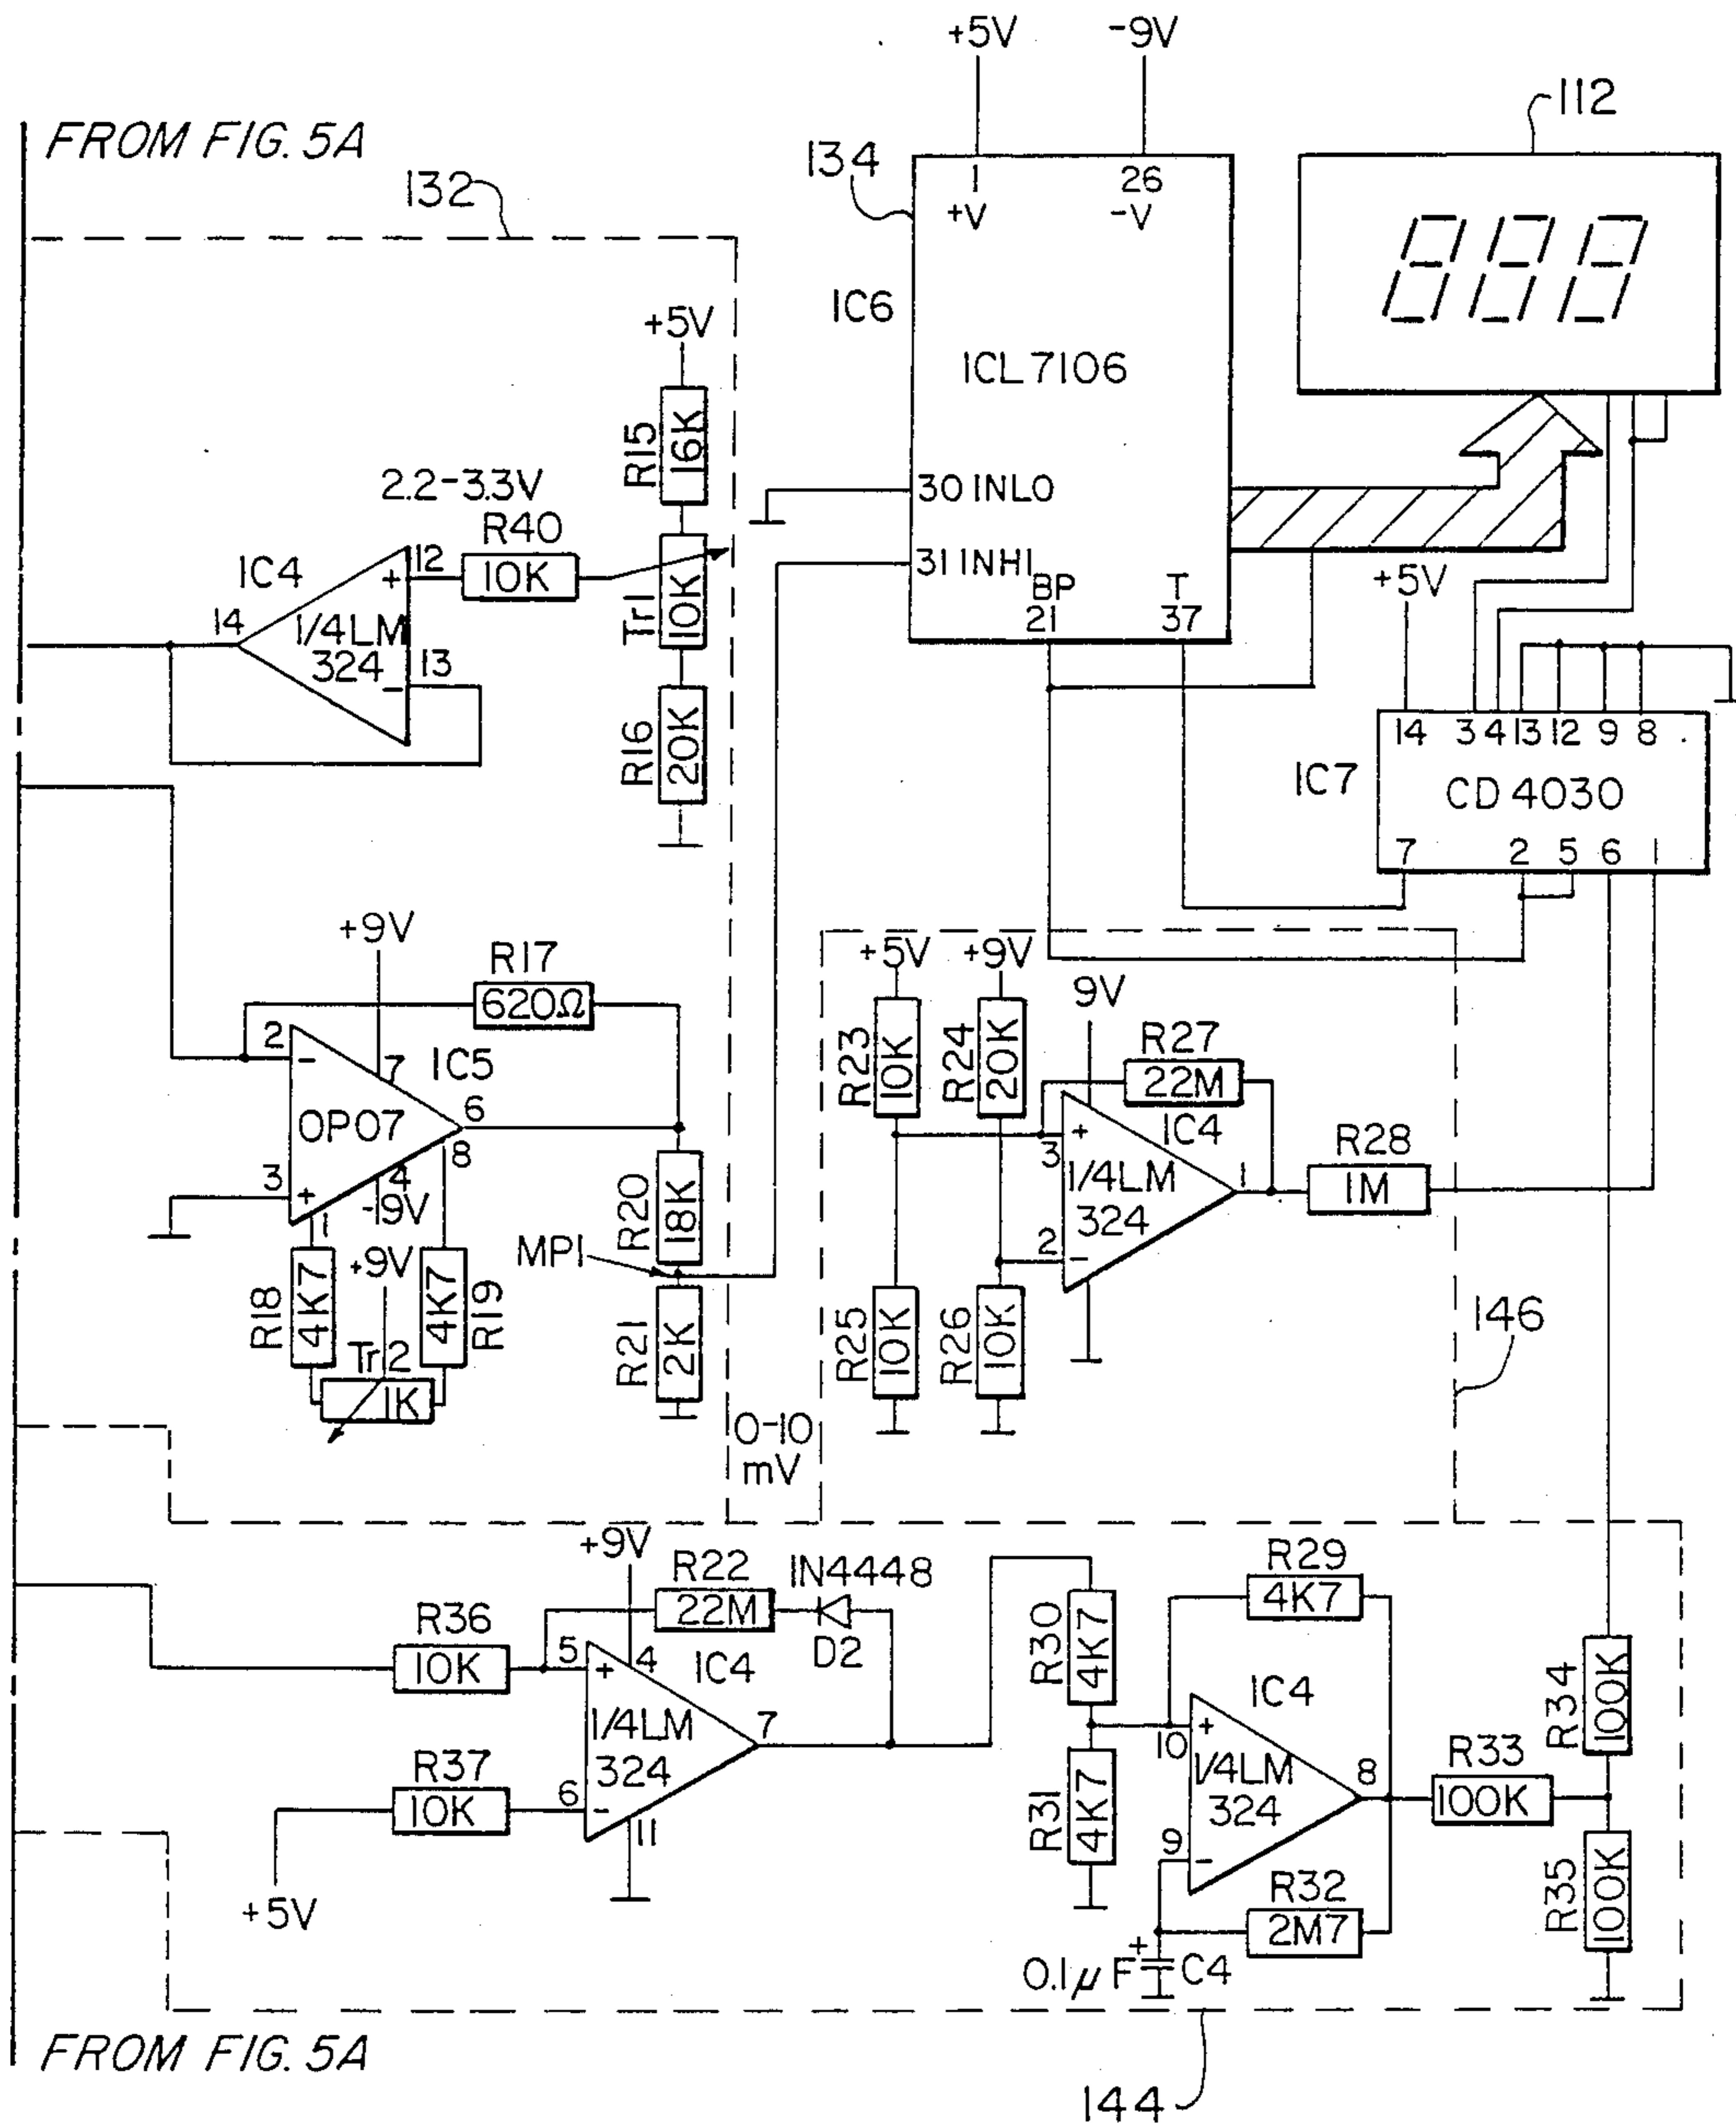 +5V
-9V
112
FROM FIG. 5A
134
132
1
26
+V
-V
IC6
ICL7106
+5V
R15
16K
2.2-3.3V
R40
10K
30 INLO
31 INHI
BP
21
T
37
+5V
IC4
12
+
14
1/4LM
324
13
-
Tr1
10K
R16
20K
IC7
14 3 4 13 12 9 8
CD 4030
7 2 5 6 1
+9V
R17
620Ω
2
-
7
IC5
OP07
6
8
3
+
4
-19V
1
R20
18K
MP1
R18
4K7
+9V
4K7
R19
Tr2
1K
R21
2K
0-10
mV
+5V
+9V
9V
R23
10K
R24
20K
R27
22M
+
3
IC4
1/4LM
324
1
R28
1M
2
-
R25
10K
R26
10K
146
+9V
R22
22M
IN4448
D2
R36
10K
5
+
4
IC4
1/4LM
324
7
R37
10K
6
-
11
+5V
R30
4K7
R29
4K7
IC4
+
10
1/4LM
324
8
9
-
R31
4K7
R33
100K
R34
100K
R35
100K
R32
2M7
+
0.1μF
C4
FROM FIG. 5A
144